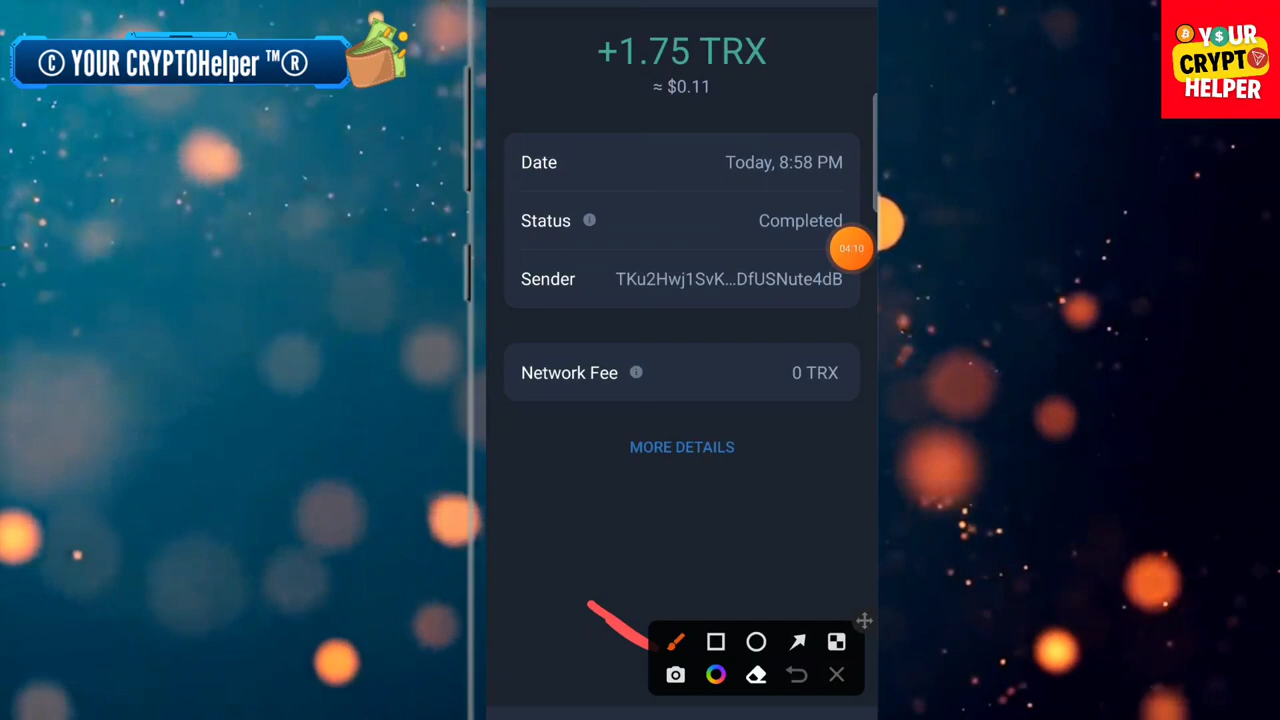 © YOUR CRYPTOHelper ™®
YOUR
CRYPTO
HELPER
+1.75 TRX
≈ $0.11
Date Today, 8:58 PM
Status Completed
04:10
Sender TKu2Hwj1SvK...DfUSNute4dB
Network Fee 0 TRX
MORE DETAILS